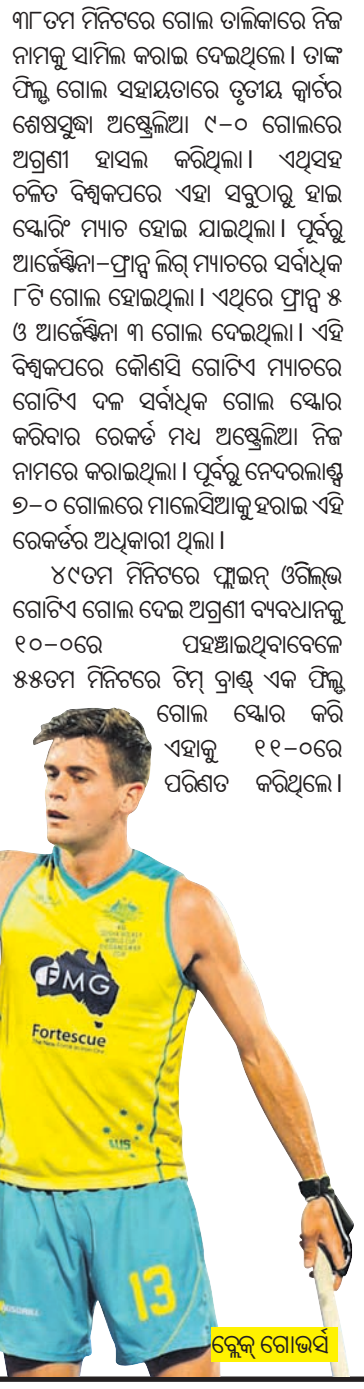 ୩୮ତମ ମିନିଟରେ ଗୋଲ ତାଲିକାରେ ନିଜ
ନାମକୁ ସାମିଲ କରାଇ ଦେଇଥିଲେ। ତାଙ୍କ
ଫିଲ୍ଡ ଗୋଲ ସହାୟତାରେ ତୃତୀୟ କ୍ୱାର୍ଟର
ଶେଷସୁଦ୍ଧା ଅଷ୍ଟ୍ରେଲିଆ ୯-୦ ଗୋଲରେ
ଅଗ୍ରଣୀ ହାସଲ କରିଥିଲା। ଏଥିସହ
ଚଳିତ ବିଶ୍ୱକପରେ ଏହା ସବୁଠାରୁ ହାଇ
ସ୍କୋରିଂ ମ୍ୟାଚ ହୋଇ ଯାଇଥିଲା। ପୂର୍ବରୁ
ଆର୍ଜେଣ୍ଟିନା-ଫ୍ରାନ୍ସ ଲିଗ୍ ମ୍ୟାଚରେ ସର୍ବାଧିକ
୮ଟି ଗୋଲ ହୋଇଥିଲା। ଏଥିରେ ଫ୍ରାନ୍ସ ୫
ଓ ଆର୍ଜେଣ୍ଟିନା ୩ ଗୋଲ ଦେଇଥିଲା। ଏହି
ବିଶ୍ୱକପରେ କୌଣସି ଗୋଟିଏ ମ୍ୟାଚରେ
ଗୋଟିଏ ଦଳ ସର୍ବାଧିକ ଗୋଲ ସ୍କୋର
କରିବାର ରେକର୍ଡ ମଧ୍ୟ ଅଷ୍ଟ୍ରେଲିଆ ନିଜ
ନାମରେ କରାଇଥିଲା। ପୂର୍ବରୁ ନେଦରଲାଣ୍ଡ୍ସ
୭-୦ ଗୋଲରେ ମାଲେସିଆକୁ ହରାଇ ଏହି
ରେକର୍ଡର ଅଧିକାରୀ ଥିଲା।
୪୯ତମ ମିନିଟରେ ଫ୍ଲାଇନ୍ ଓଗିଲ୍‌ଭି
ଗୋଟିଏ ଗୋଲ ଦେଇ ଅଗ୍ରଣୀ ବ୍ୟବଧାନକୁ
୧୦-୦ରେ ପହଞ୍ଚାଇଥିବାବେଳେ
୫୫ତମ ମିନିଟରେ ଟିମ୍ ବ୍ରାଣ୍ଡ୍ ଏକ ଫିଲ୍ଡ
ଗୋଲ ସ୍କୋର କରି
ଏହାକୁ ୧୧-୦ରେ
ପରିଣତ କରିଥିଲେ।
FMG
Fortescue
AUS
13
ବ୍ଲେକ୍ ଗୋଭର୍ସ